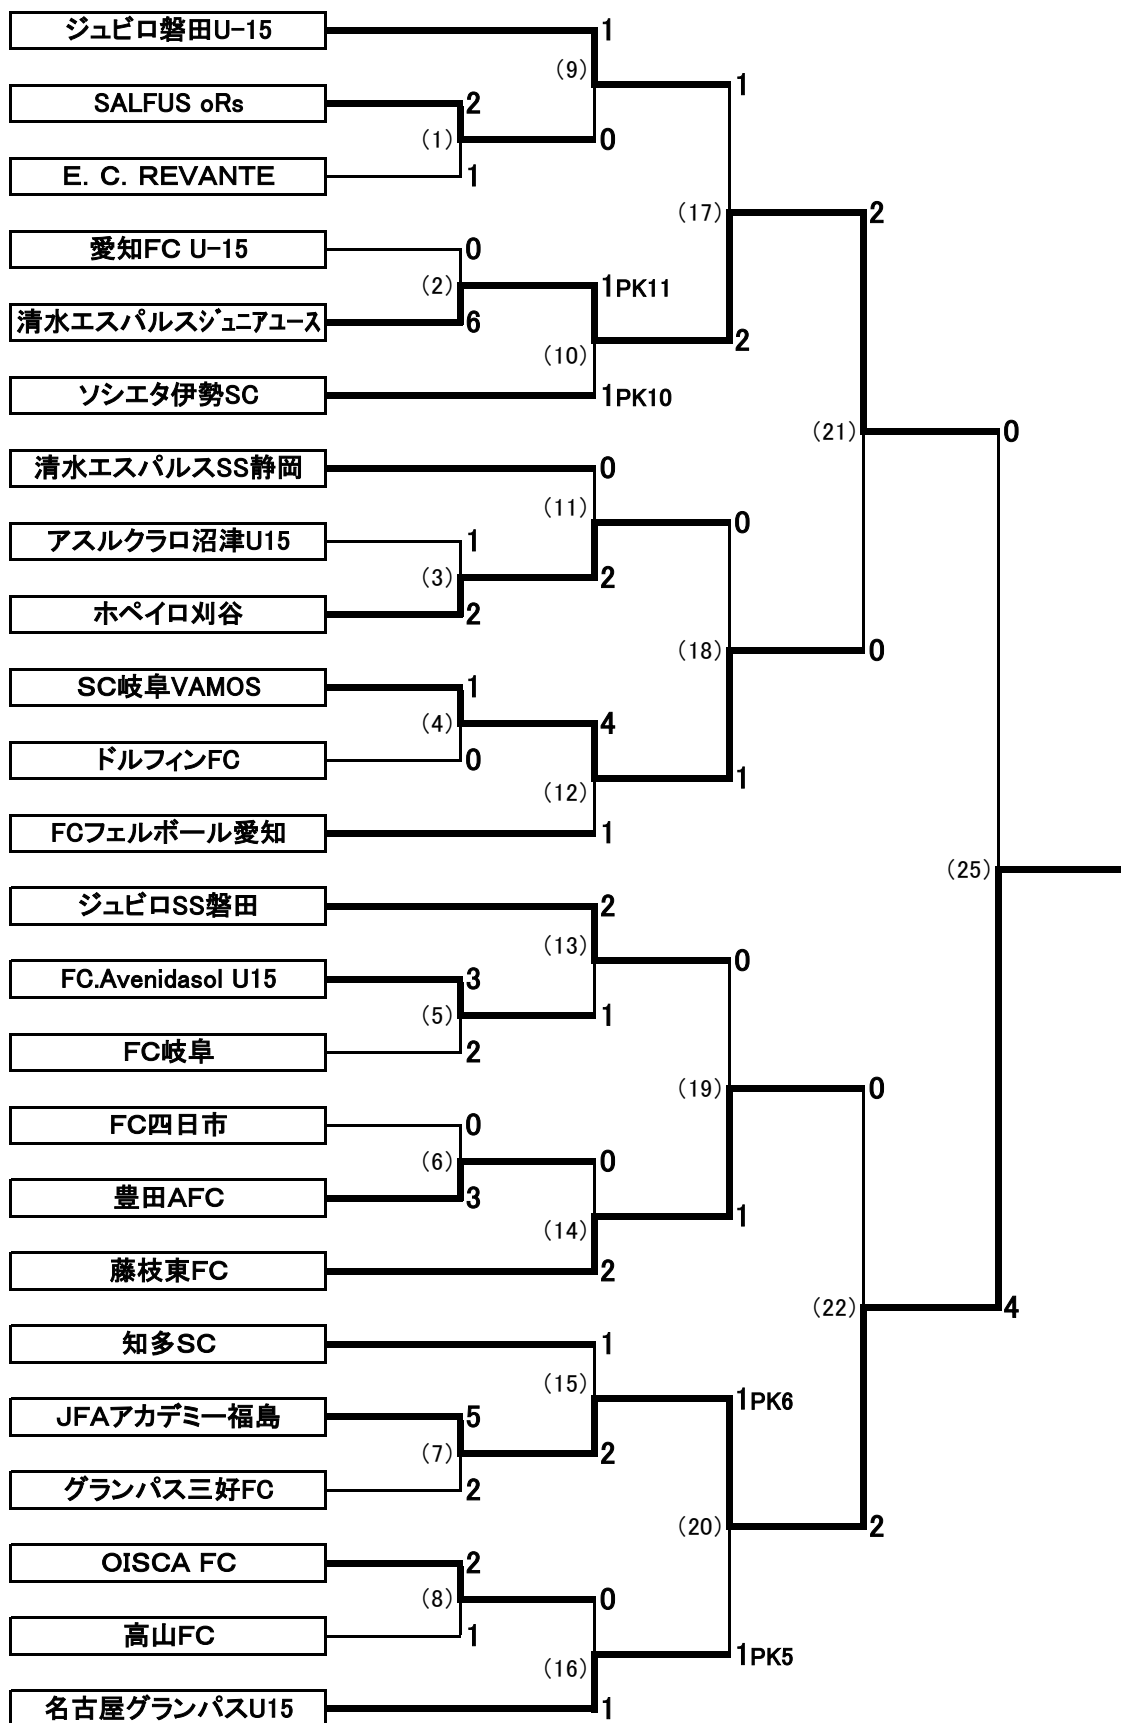 ジュビロ磐田U-15
1
(9)
1
SALFUS oRs
2
(1)
0
E. C. REVANTE
1
(17)
2
愛知FC U-15
0
(2)
1PK11
清水エスパルスジュニアユース
6
2
(10)
ソシエタ伊勢SC
1PK10
(21)
0
清水エスパルスSS静岡
0
(11)
0
アスルクラロ沼津U15
1
(3)
2
ホペイロ刈谷
2
(18)
0
SC岐阜VAMOS
1
(4)
4
ドルフィンFC
0
1
(12)
FCフェルボール愛知
1
(25)
ジュビロSS磐田
2
(13)
0
FC.Avenidasol U15
3
(5)
1
FC岐阜
2
(19)
0
FC四日市
0
(6)
0
豊田AFC
3
1
(14)
藤枝東FC
2
(22)
4
知多SC
1
(15)
1PK6
JFAアカデミー福島
5
(7)
2
グランパス三好FC
2
(20)
2
OISCA FC
2
(8)
0
高山FC
1
1PK5
(16)
名古屋グランパスU15
1